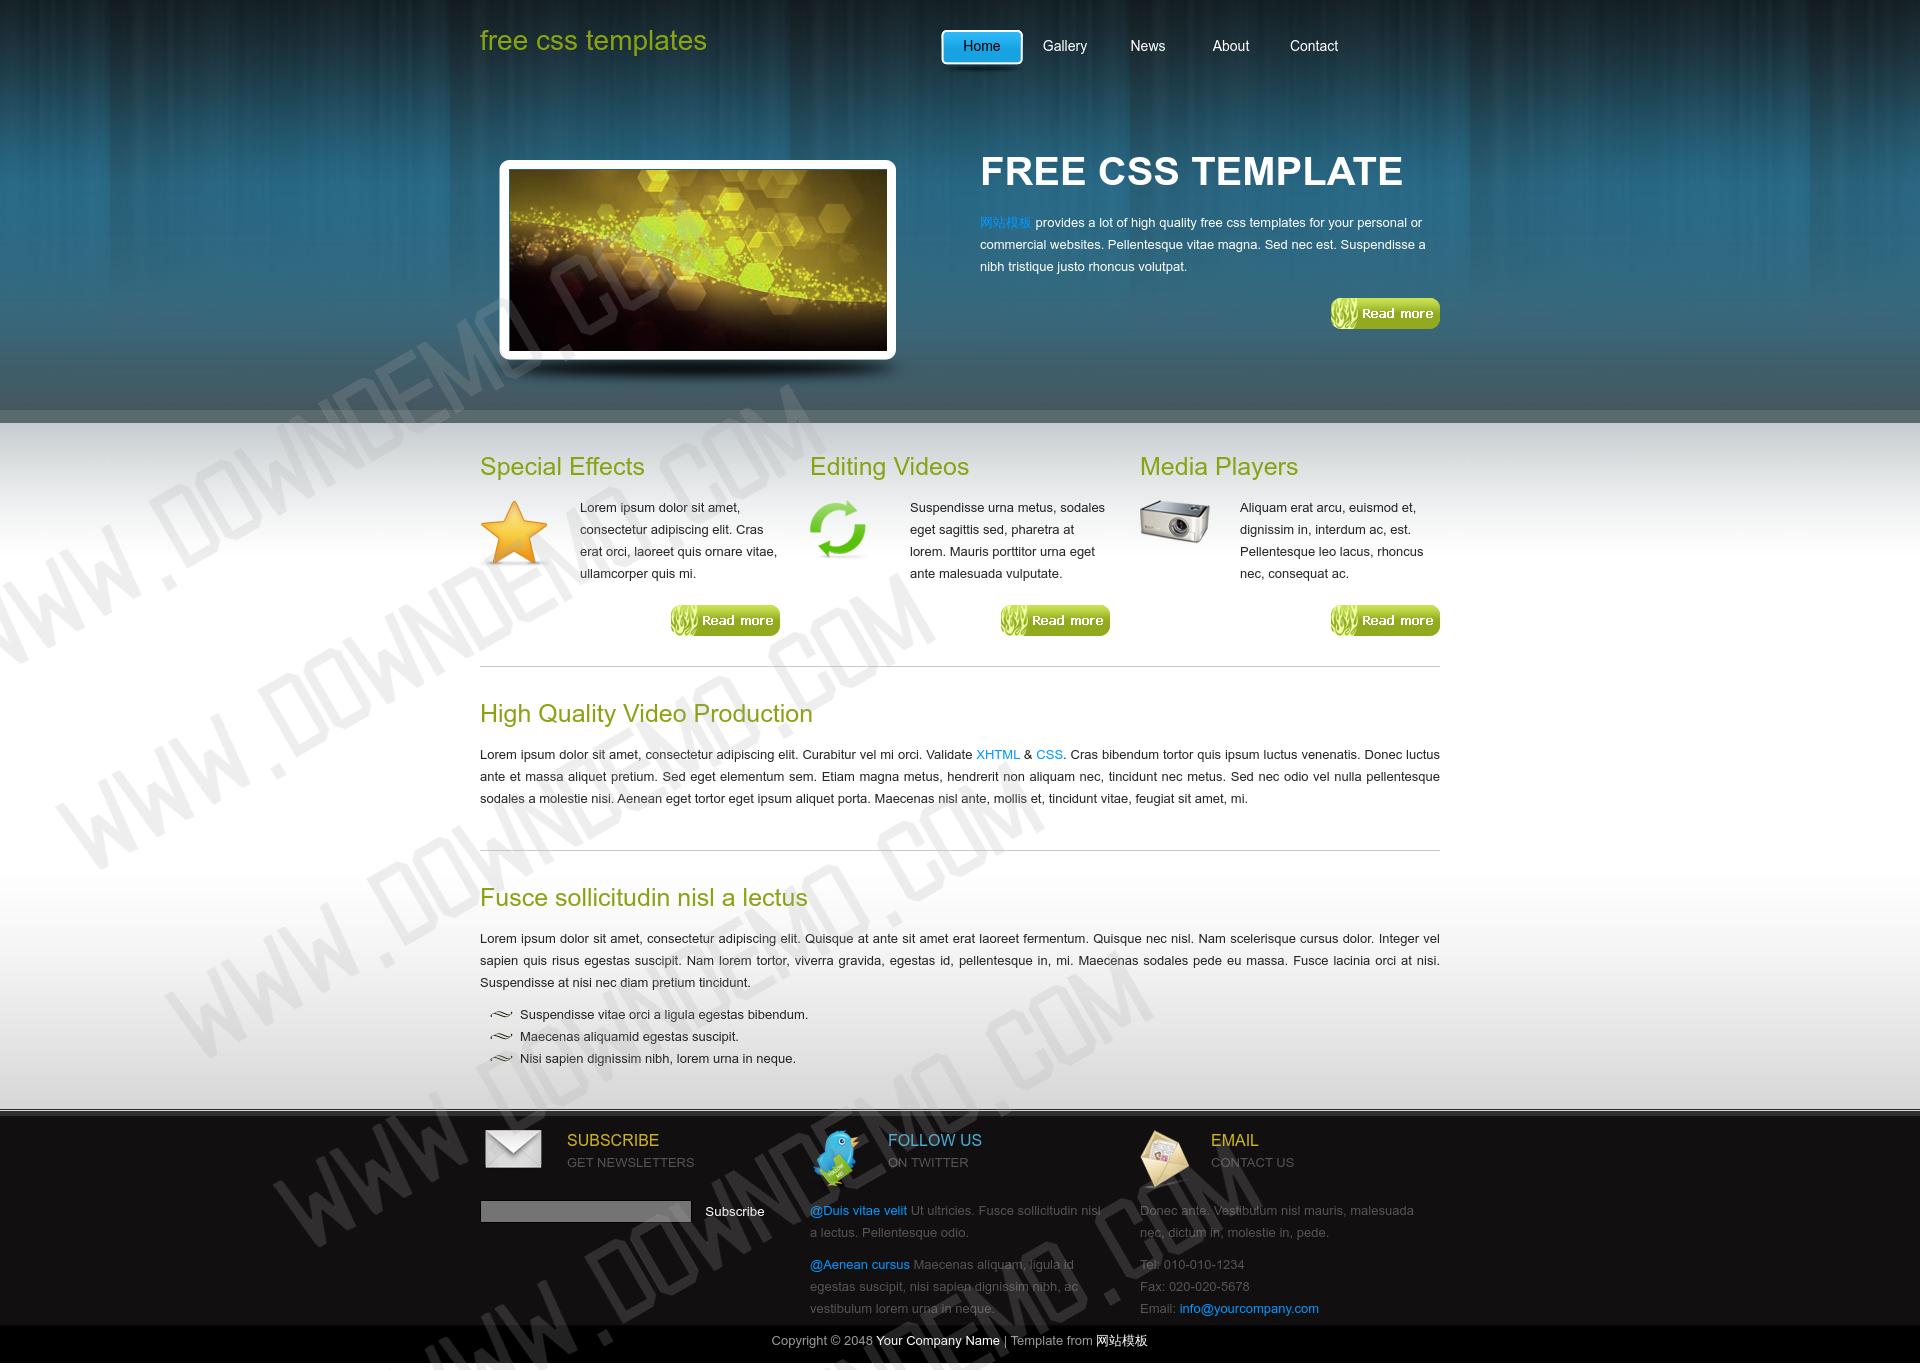 free css templates
Home
Gallery
News
About
Contact
FREE CSS TEMPLATE
网站模板 provides a lot of high quality free css templates for your personal or
commercial websites. Pellentesque vitae magna. Sed nec est. Suspendisse a
nibh tristique justo rhoncus volutpat.
Read more
Special Effects
Lorem ipsum dolor sit amet,
consectetur adipiscing elit. Cras
erat orci, laoreet quis ornare vitae,
ullamcorper quis mi.
Read more
Editing Videos
Suspendisse urna metus, sodales
eget sagittis sed, pharetra at
lorem. Mauris porttitor urna eget
ante malesuada vulputate.
Read more
Media Players
Aliquam erat arcu, euismod et,
dignissim in, interdum ac, est.
Pellentesque leo lacus, rhoncus
nec, consequat ac.
Read more
High Quality Video Production
Lorem ipsum dolor sit amet, consectetur adipiscing elit. Curabitur vel mi orci. Validate XHTML & CSS. Cras bibendum tortor quis ipsum luctus venenatis. Donec luctus
ante et massa aliquet pretium. Sed eget elementum sem. Etiam magna metus, hendrerit non aliquam nec, tincidunt nec metus. Sed nec odio vel nulla pellentesque
sodales a molestie nisi. Aenean eget tortor eget ipsum aliquet porta. Maecenas nisl ante, mollis et, tincidunt vitae, feugiat sit amet, mi.
Fusce sollicitudin nisl a lectus
Lorem ipsum dolor sit amet, consectetur adipiscing elit. Quisque at ante sit amet erat laoreet fermentum. Quisque nec nisl. Nam scelerisque cursus dolor. Integer vel
sapien quis risus egestas suscipit. Nam lorem tortor, viverra gravida, egestas id, pellentesque in, mi. Maecenas sodales pede eu massa. Fusce lacinia orci at nisi.
Suspendisse at nisi nec diam pretium tincidunt.
Suspendisse vitae orci a ligula egestas bibendum.
Maecenas aliquamid egestas suscipit.
Nisi sapien dignissim nibh, lorem urna in neque.
SUBSCRIBE
GET NEWSLETTERS
Subscribe
FOLLOW US
ON TWITTER
@Duis vitae velit Ut ultricies. Fusce sollicitudin nisl
a lectus. Pellentesque odio.
@Aenean cursus Maecenas aliquam, ligula id
egestas suscipit, nisi sapien dignissim nibh, ac
vestibulum lorem urna in neque.
EMAIL
CONTACT US
Donec ante. Vestibulum nisl mauris, malesuada
nec, dictum in, molestie in, pede.
Tel: 010-010-1234
Fax: 020-020-5678
Email: info@yourcompany.com
Copyright © 2048 Your Company Name | Template from 网站模板
WWW.DOWNDEMO.COM
WWW.DOWNDEMO.COM
WWW.DOWNDEMO.COM
WWW.DOWNDEMO.COM
WWW.DOWNDEMO.COM
WWW.DOWNDEMO.COM